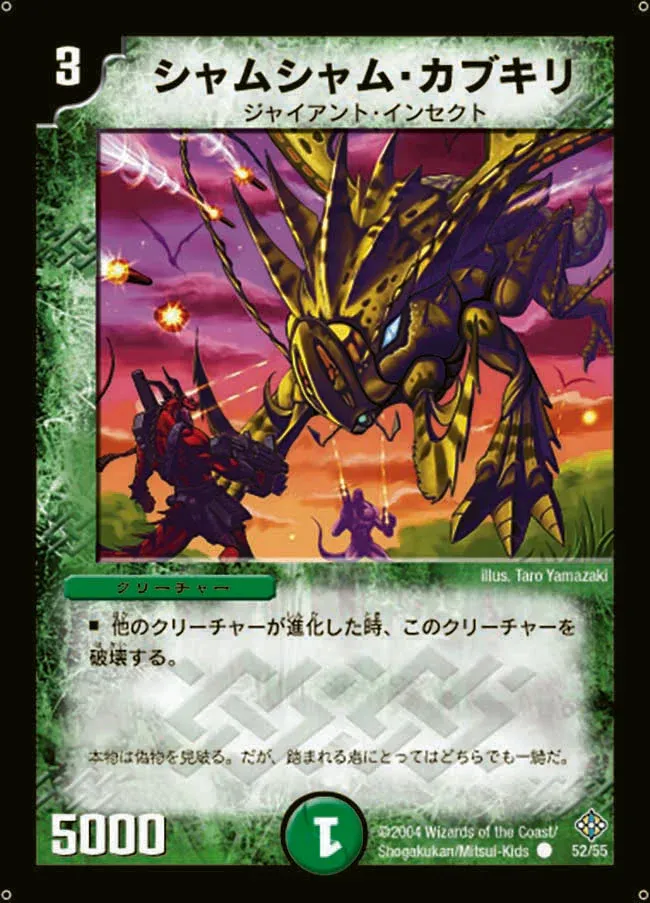 3
シャムシャム・カブキリ
ジャイアント・インセクト
illus. Taro Yamazaki
クリーチャー
■ 他のクリーチャーが進化した時、このクリーチャーを
破壊する。
本物は偽物を見破る。だが、踏まれる者にとってはどちらでも一緒だ。
5000
1
©2004 Wizards of the Coast/
Shogakukan/Mitsui-Kids
52/55